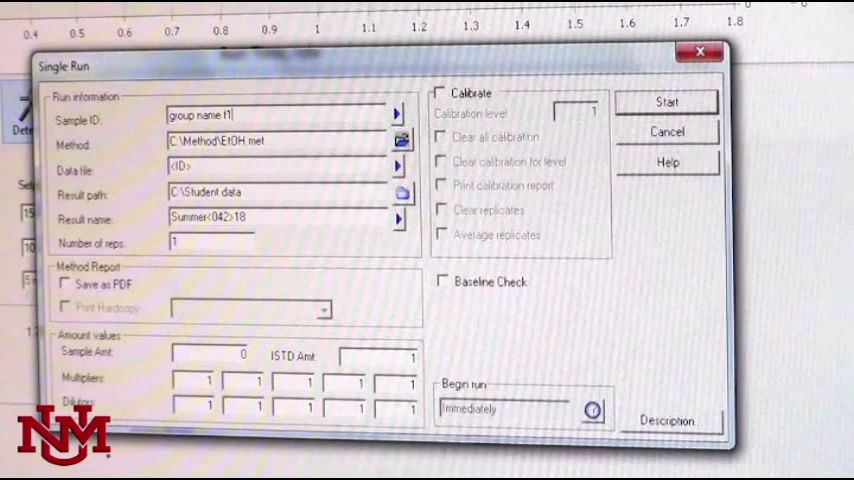 0.4 0.5 0.6 0.7 0.8 0.9 1.0 1.1 1.2 1.3 1.4 1.5 1.6 1.7 1.8
Single Run
Run information
Sample ID: group name f1
Method: C:\Method\EtOH.met
Data file: <ID>
Result path: C:\Student data
Result name: Summer<042>18
Number of reps: 1
Method Report
Save as PDF
Print Hardcopy
Amount values
Sample Amt: 0 ISTD Amt: 1
Multipliers: 1 1 1 1 1
Dilutors: 1 1 1 1 1
Calibrate
Calibration level: 1
Clear all calibration
Clear calibration for level
Print calibration report
Clear replicates
Average replicates
Baseline Check
Begin run
Immediately
Start
Cancel
Help
Description...
UNM